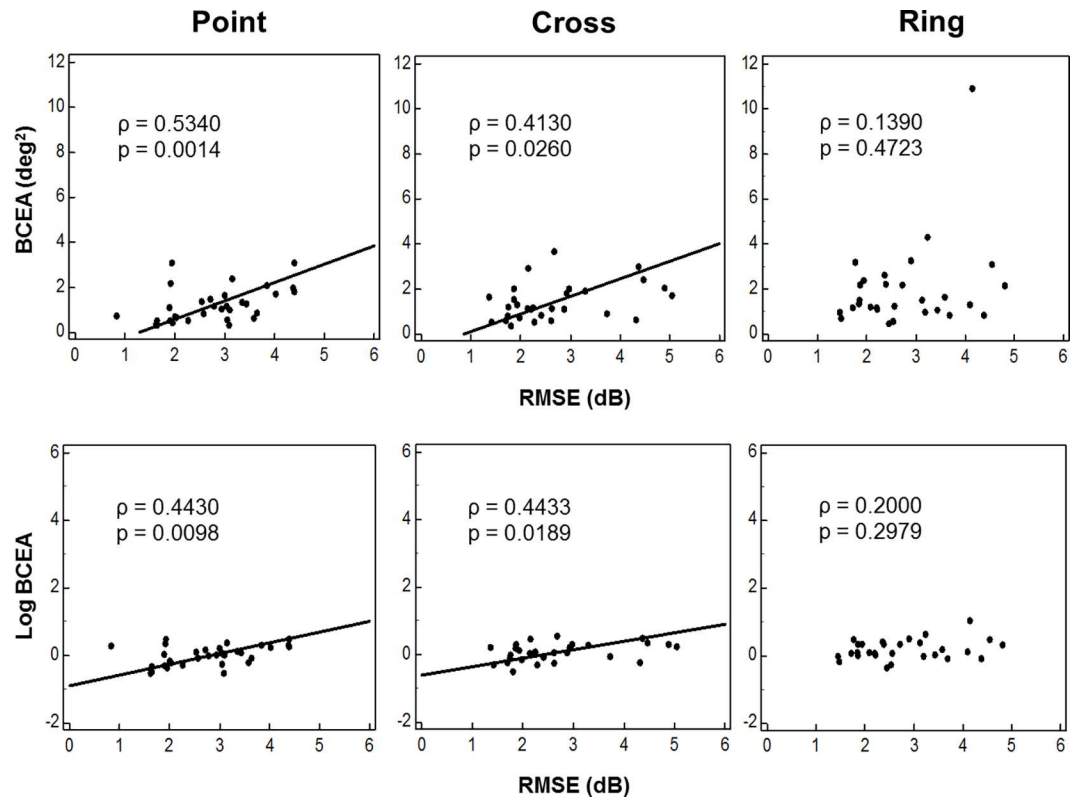 Point Cross Ring
12 12 12
10 10 10
8 8 8
6 6 6
4 4 4
2 2 2
0 0 0
ρ = 0.5340
p = 0.0014
ρ = 0.4130
p = 0.0260
ρ = 0.1390
p = 0.4723
BCEA (deg²)
0 1 2 3 4 5 6 0 1 2 3 4 5 6 0 1 2 3 4 5 6
RMSE (dB)
6 6 6
4 4 4
2 2 2
0 0 0
-2 -2 -2
ρ = 0.4430
p = 0.0098
ρ = 0.4433
p = 0.0189
ρ = 0.2000
p = 0.2979
Log BCEA
0 1 2 3 4 5 6 0 1 2 3 4 5 6 0 1 2 3 4 5 6
RMSE (dB)